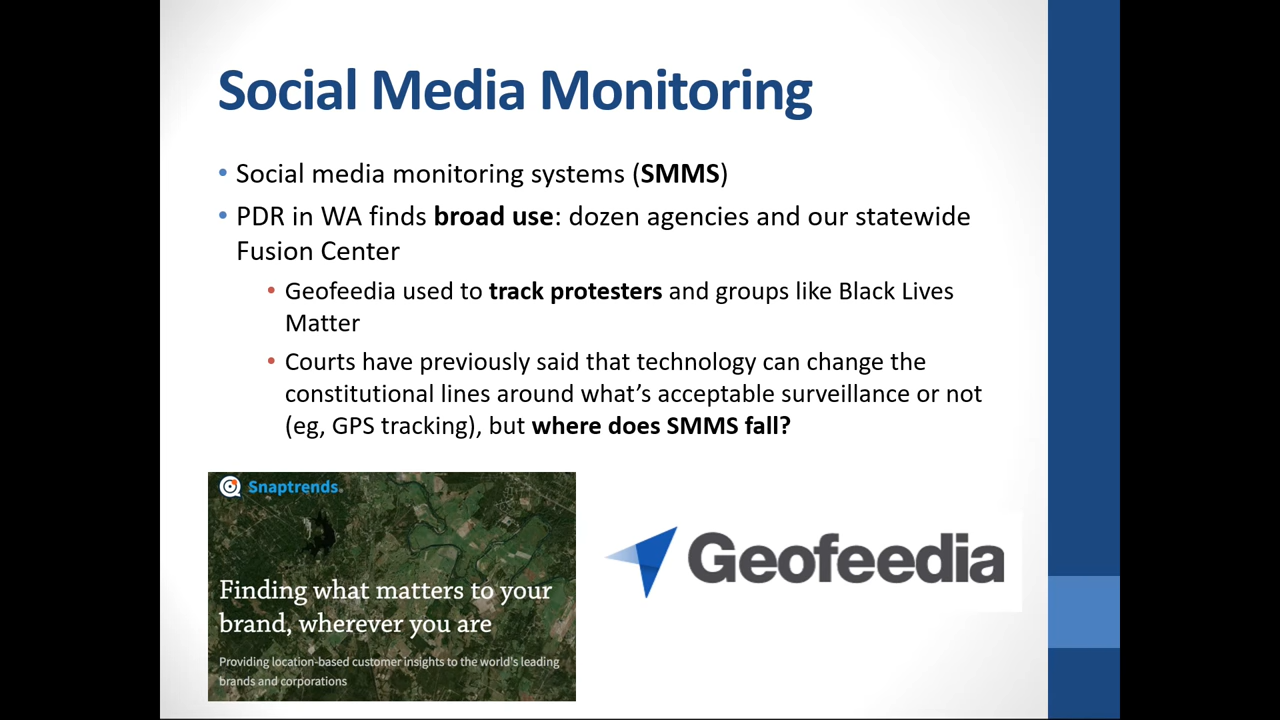 Social Media Monitoring
• Social media monitoring systems (SMMS)
• PDR in WA finds broad use: dozen agencies and our statewide
Fusion Center
• Geofeedia used to track protesters and groups like Black Lives
Matter
• Courts have previously said that technology can change the
constitutional lines around what's acceptable surveillance or not
(eg, GPS tracking), but where does SMMS fall?
Snaptrends
Finding what matters to your
brand, wherever you are
Providing location-based customer insights to the world's leading
brands and corporations
Geofeedia